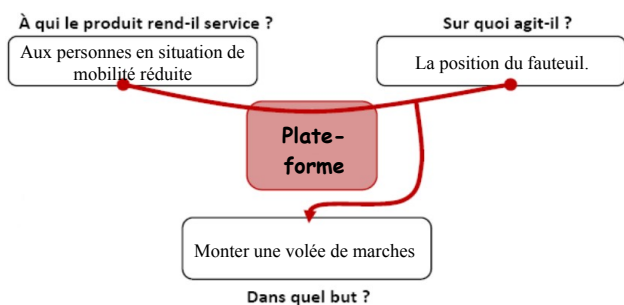 À qui le produit rend-il service ?
Sur quoi agit-il ?
Aux personnes en situation de
mobilité réduite
La position du fauteuil.
Plate-
forme
Monter une volée de marches
Dans quel but ?